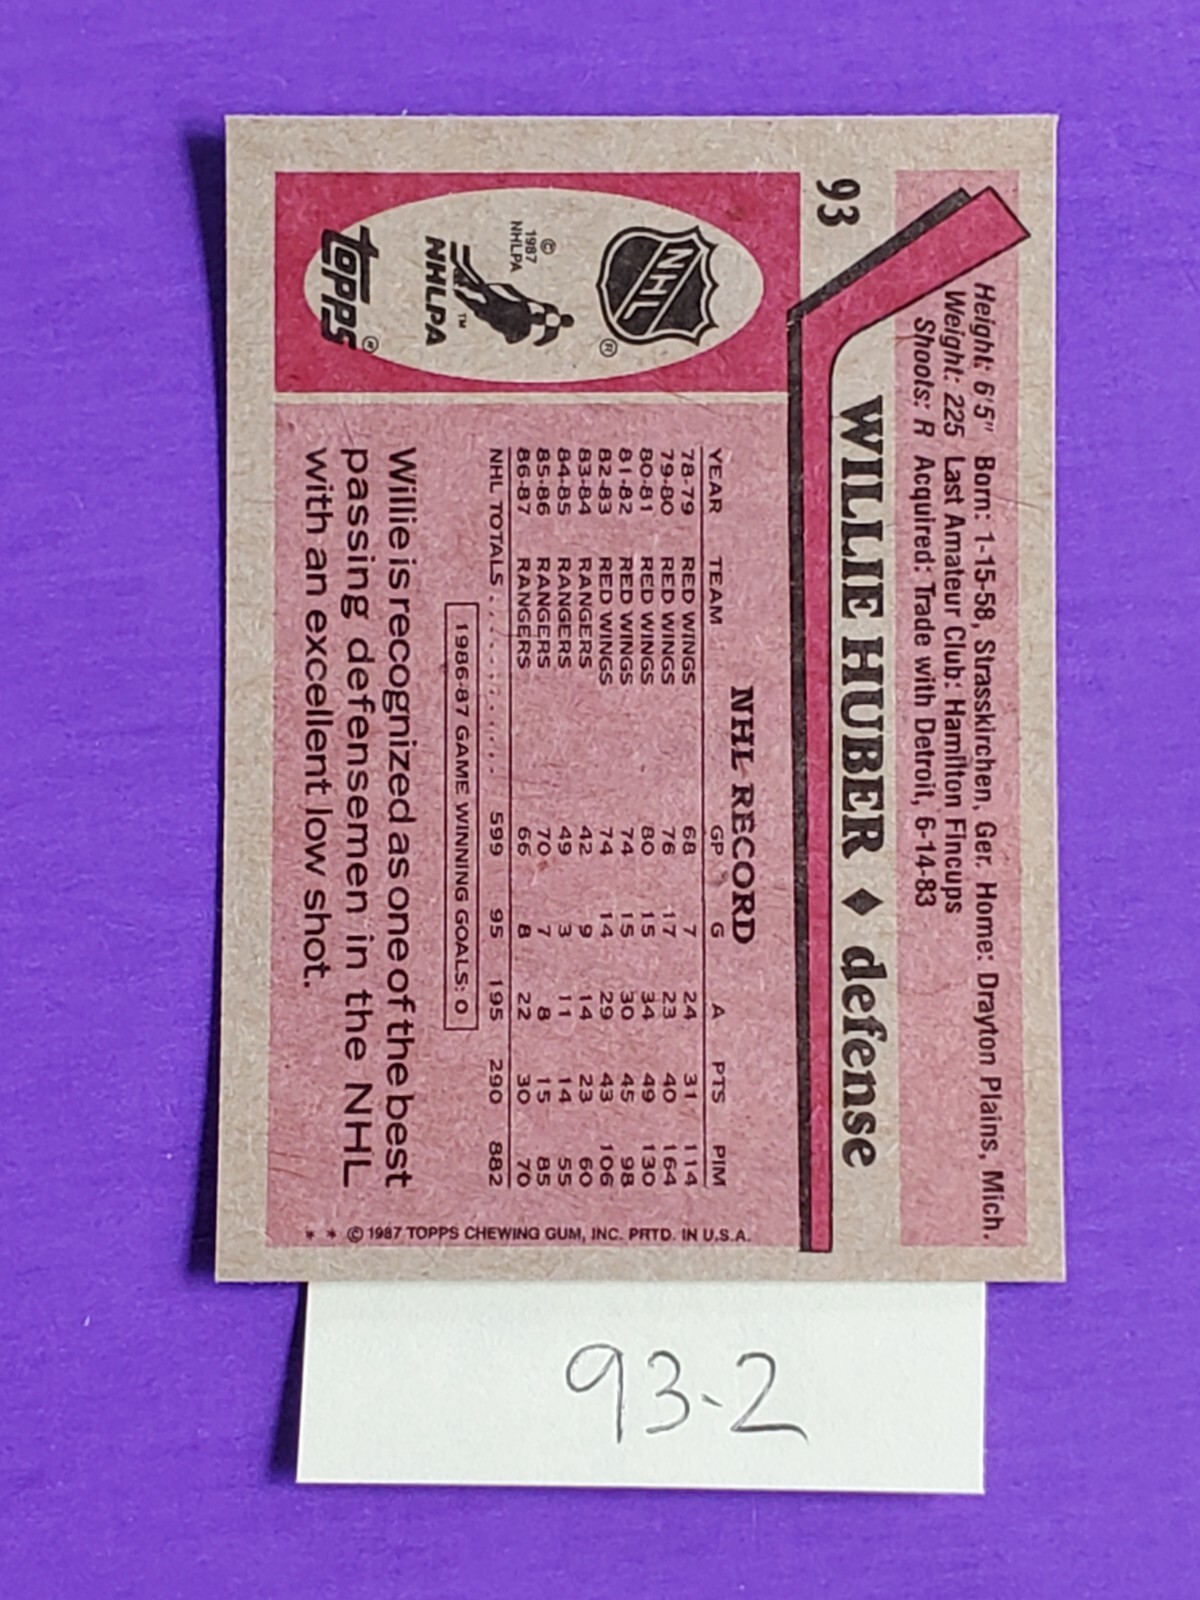 93
Height: 6'5" Born: 1-15-58, Strasskirchen, Ger. Home: Drayton Plains, Mich.
Weight: 225 Last Amateur Club: Hamilton Fincups
Shoots: R Acquired: Trade with Detroit, 6-14-83
WILLIE HUBER ♦ defense
NHL ®
© 1987 NHLPA
NHLPA ™
TOPPS ®
NHL RECORD
YEAR TEAM GP G A PTS PIM
78-79 RED WINGS 68 7 24 31 114
79-80 RED WINGS 76 17 23 40 164
80-81 RED WINGS 80 15 34 49 130
81-82 RED WINGS 74 15 30 45 98
82-83 RED WINGS 74 14 29 43 106
83-84 RANGERS 42 9 14 23 60
84-85 RANGERS 49 3 11 14 55
85-86 RANGERS 70 7 8 15 85
86-87 RANGERS 66 8 22 30 70
NHL TOTALS . . . . . . . . . . . 599 95 195 290 882
1986-87 GAME WINNING GOALS: 0
Willie is recognized as one of the best
passing defensemen in the NHL
with an excellent low shot.
* * © 1987 TOPPS CHEWING GUM, INC. PRTD. IN U.S.A.
93-2